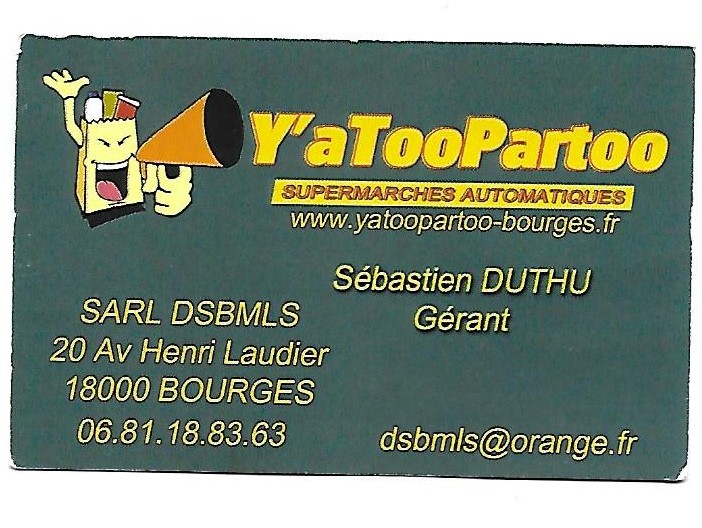 Y'aTooPartoo
SUPERMARCHES AUTOMATIQUES
www.yatoopartoo-bourges.fr
Sébastien DUTHU
Gérant
SARL DSBMLS
20 Av Henri Laudier
18000 BOURGES
06.81.18.83.63
dsbmls@orange.fr